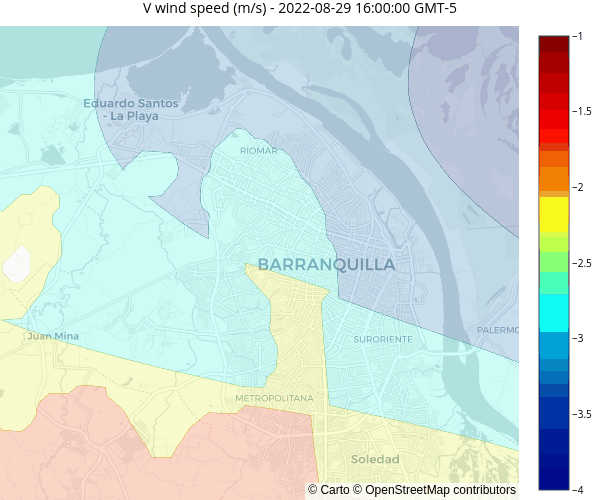 V wind speed (m/s) - 2022-08-29 16:00:00 GMT-5
−1
Eduardo Santos
- La Playa
−1.5
RIOMAR
−2
BARRANQUILLA
−2.5
Juan Mina
SURORIENTE
PALERMO
−3
METROPOLITANA
−3.5
Soledad
© Carto © OpenStreetMap contributors
−4